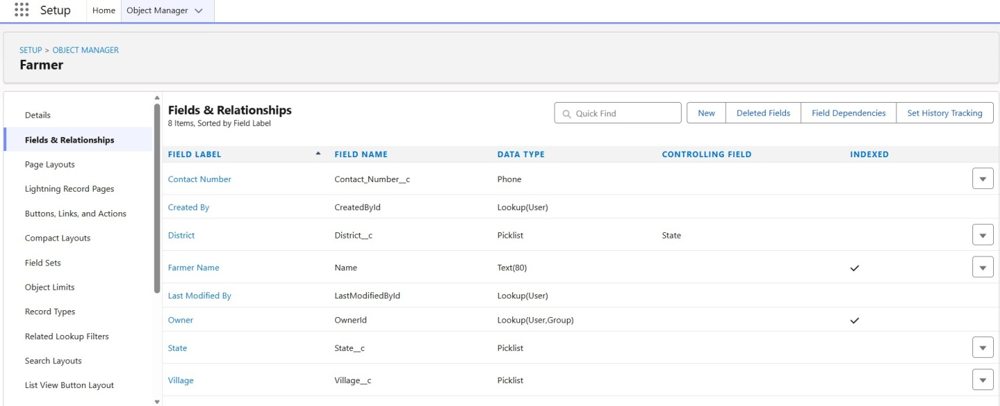 Setup Home Object Manager
SETUP > OBJECT MANAGER
Farmer
Details
Fields & Relationships
Page Layouts
Lightning Record Pages
Buttons, Links, and Actions
Compact Layouts
Field Sets
Object Limits
Record Types
Related Lookup Filters
Search Layouts
List View Button Layout
Fields & Relationships
8 Items, Sorted by Field Label
Quick Find New Deleted Fields Field Dependencies Set History Tracking
FIELD LABEL FIELD NAME DATA TYPE CONTROLLING FIELD INDEXED
Contact Number Contact_Number__c Phone
Created By CreatedById Lookup(User)
District District__c Picklist State
Farmer Name Name Text(80)
Last Modified By LastModifiedById Lookup(User)
Owner OwnerId Lookup(User,Group)
State State__c Picklist
Village Village__c Picklist